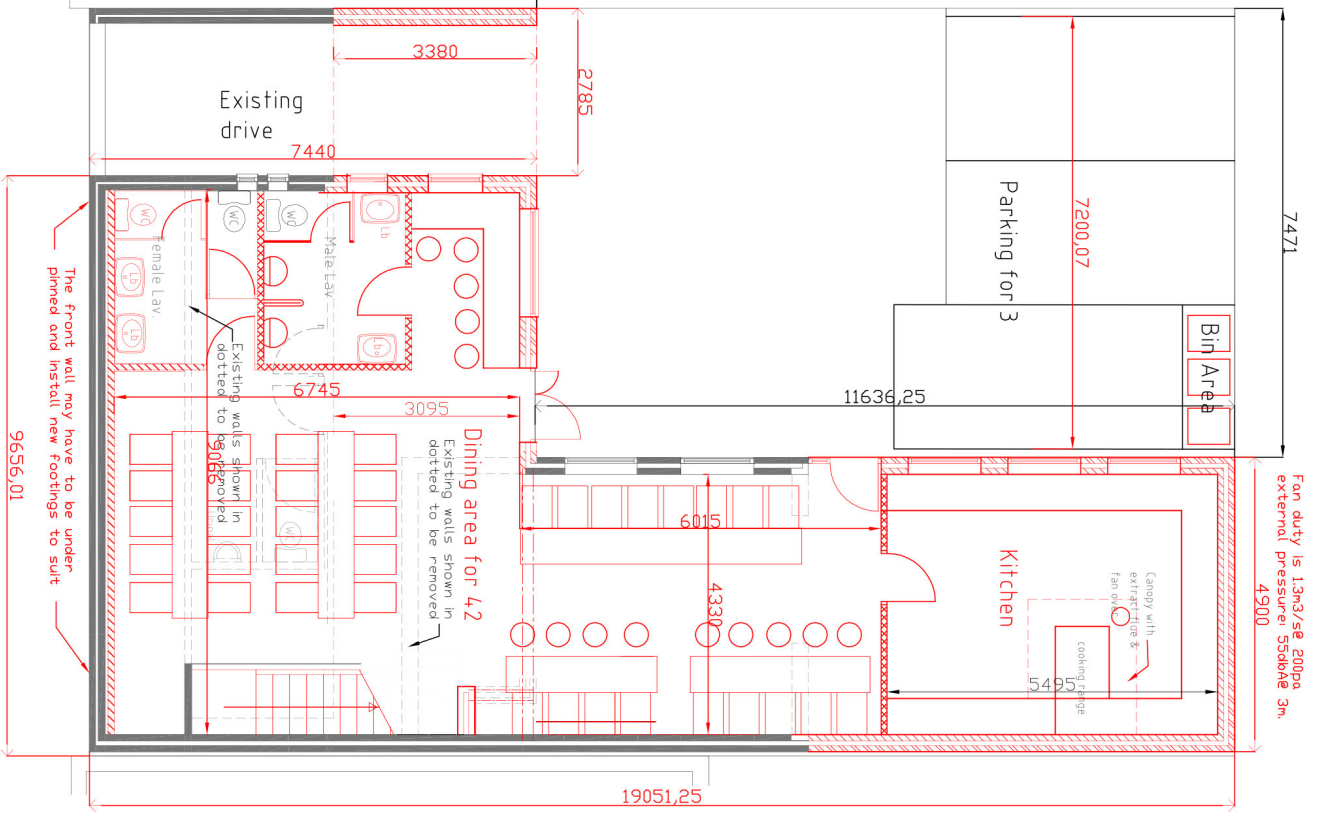 3380
2785
Existing
drive
7440
7471
7200,07
Parking for 3
Bin Area
11636,25
WC
WC
WC
Lb
Male Lav
Female Lav
Lb
Lb
Lb
The front wall may have to be under
pinned and install new footings to suit
9656,01
Existing walls shown in
dotted to be removed
9066
6745
3095
Dining area for 42
Existing walls shown in
dotted to be removed
WC
6015
4330
Kitchen
Canopy with
extract flue &
fan over
cooking range
5495
4900
Fan duty is 1.3m3/s@ 200pa
external pressure: 55dbA@ 3m.
19051,25